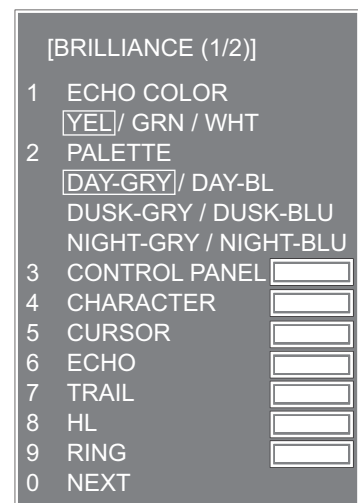 [BRILLIANCE (1/2)]
1 ECHO COLOR
YEL / GRN / WHT
2 PALETTE
DAY-GRY / DAY-BL
DUSK-GRY / DUSK-BLU
NIGHT-GRY / NIGHT-BLU
3 CONTROL PANEL
4 CHARACTER
5 CURSOR
6 ECHO
7 TRAIL
8 HL
9 RING
0 NEXT